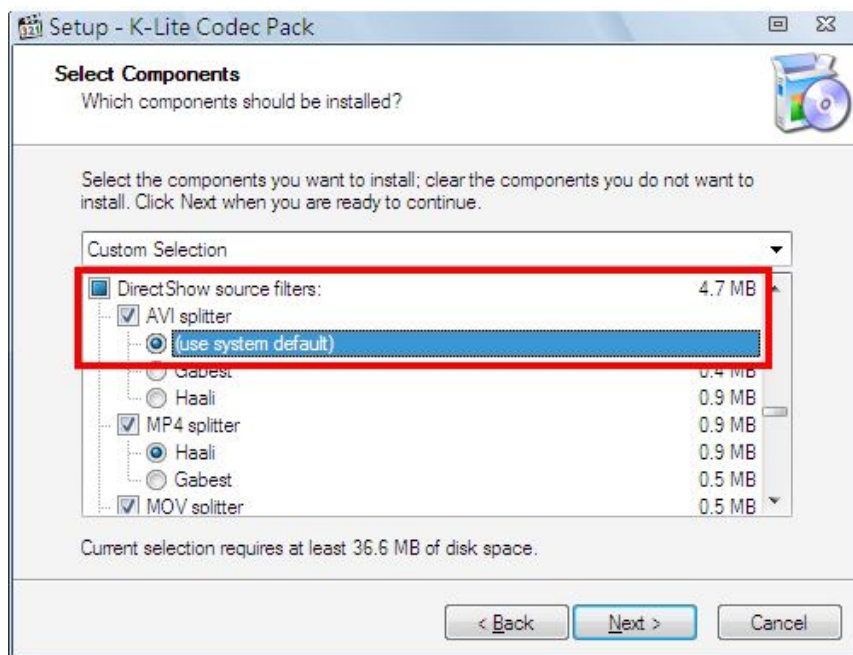 Setup - K-Lite Codec Pack
Select Components
Which components should be installed?
Select the components you want to install; clear the components you do not want to
install. Click Next when you are ready to continue.
Custom Selection
DirectShow source filters: 4.7 MB
AVI splitter
(use system default)
Gabest 0.4 MB
Haali 0.9 MB
MP4 splitter 0.9 MB
Haali 0.9 MB
Gabest 0.5 MB
MOV splitter 0.5 MB
Current selection requires at least 36.6 MB of disk space.
< Back Next > Cancel